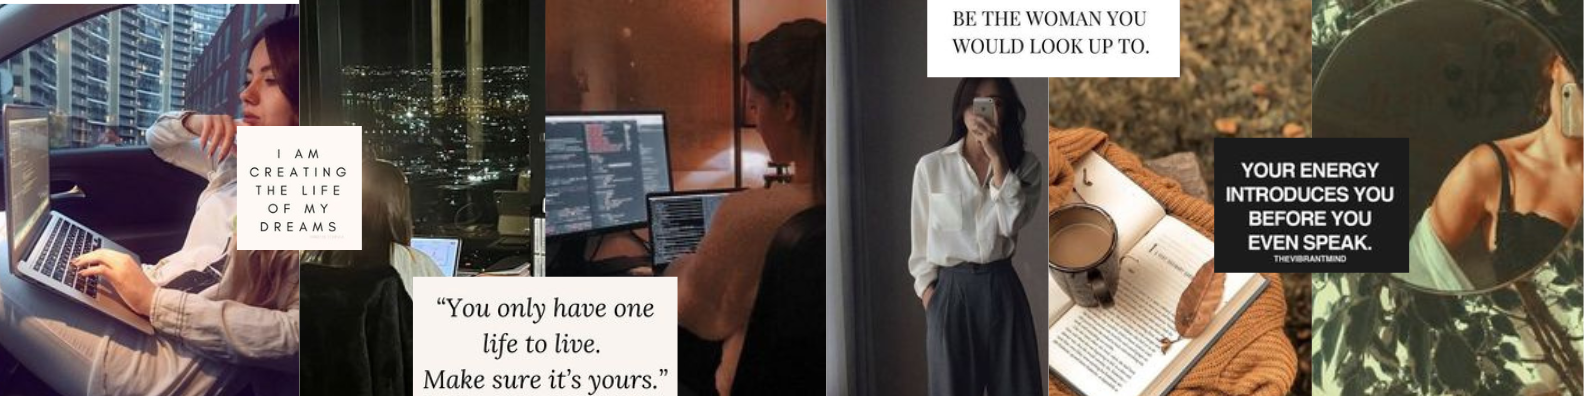 I AM
CREATING
THE LIFE
OF MY
DREAMS
“You only have one
life to live.
Make sure it’s yours.”
BE THE WOMAN YOU
WOULD LOOK UP TO.
YOUR ENERGY
INTRODUCES YOU
BEFORE YOU
EVEN SPEAK.
THEVIBRANTMIND